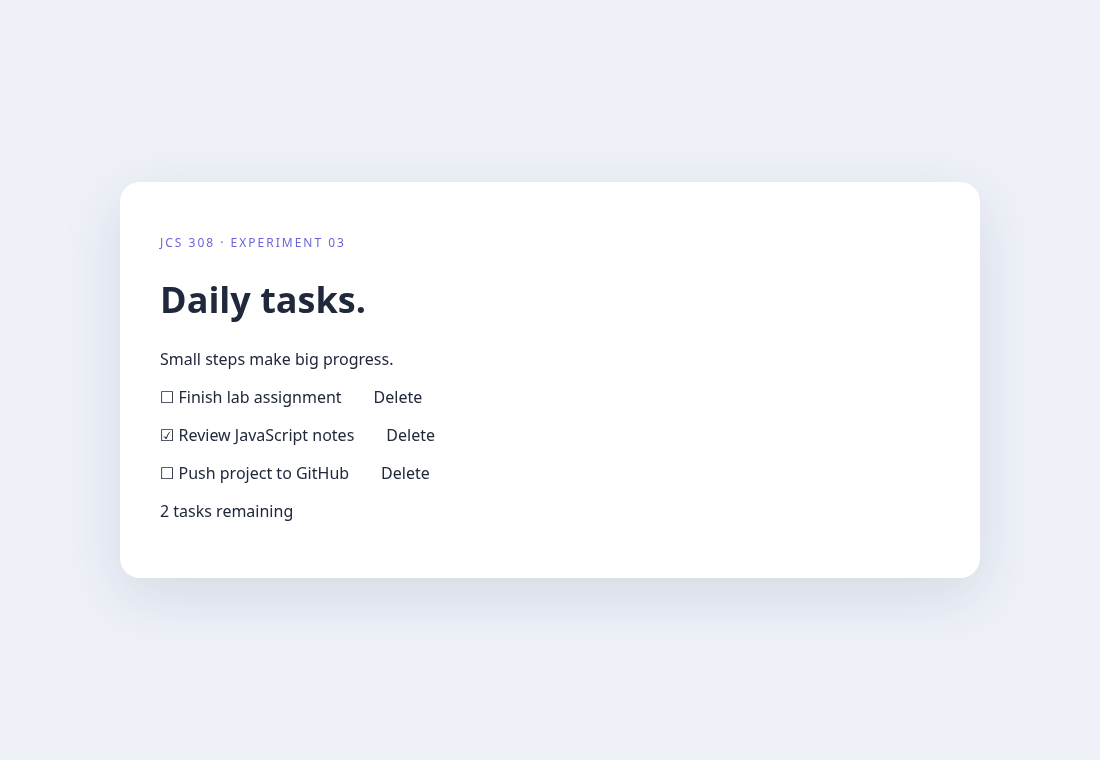 JCS 308 · EXPERIMENT 03
Daily tasks.
Small steps make big progress.
☐ Finish lab assignment Delete
☑ Review JavaScript notes Delete
☐ Push project to GitHub Delete
2 tasks remaining